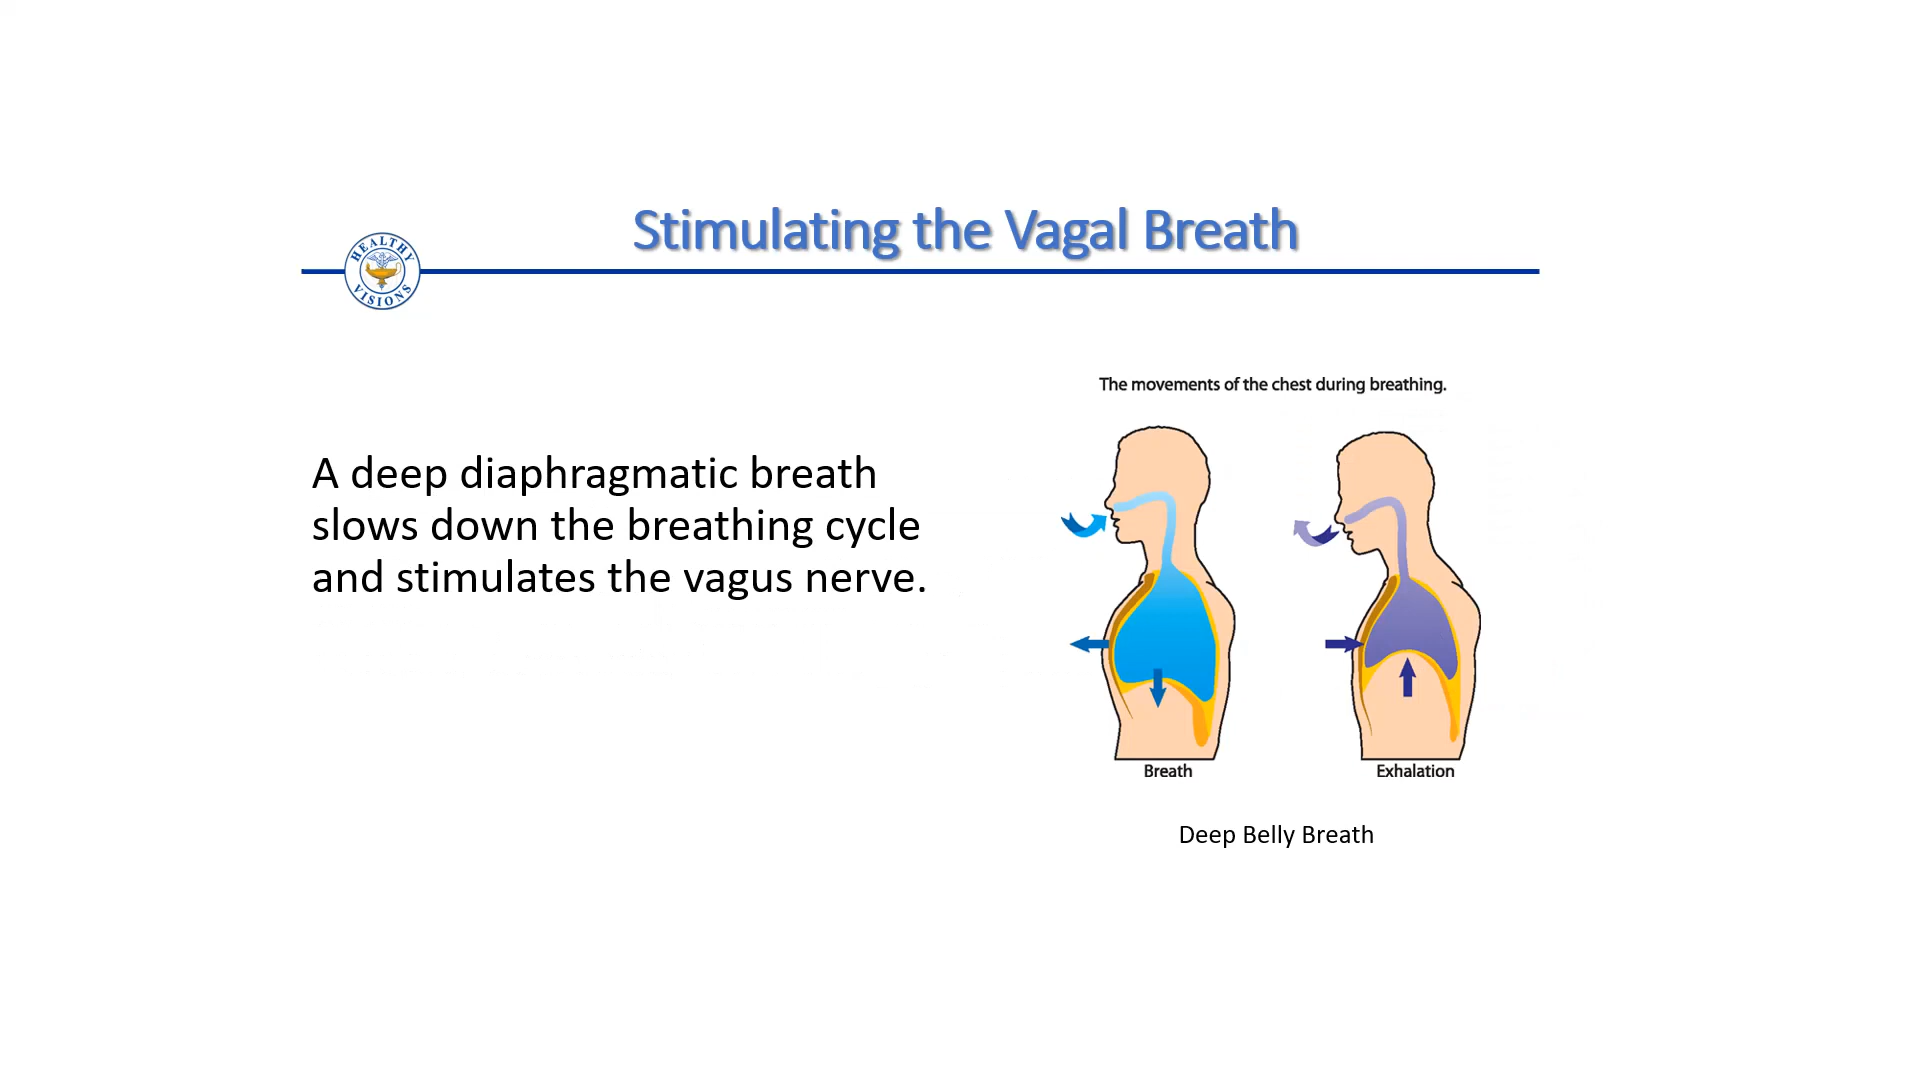 Stimulating the Vagal Breath
HEALTHY
VISIONS
The movements of the chest during breathing.
A deep diaphragmatic breath
slows down the breathing cycle
and stimulates the vagus nerve.
Breath
Exhalation
Deep Belly Breath